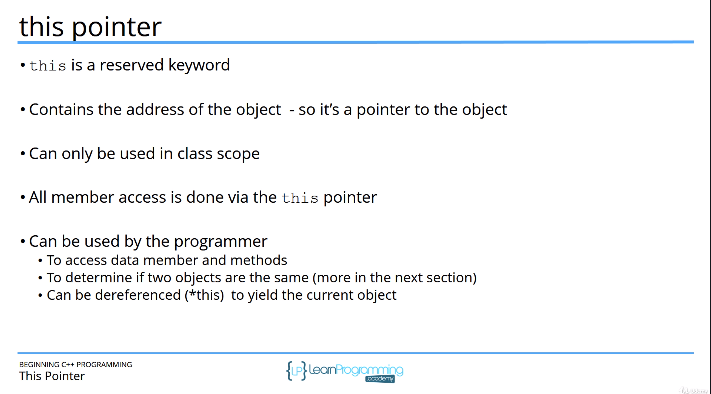 this pointer
• this is a reserved keyword
• Contains the address of the object - so it's a pointer to the object
• Can only be used in class scope
• All member access is done via the this pointer
• Can be used by the programmer
• To access data member and methods
• To determine if two objects are the same (more in the next section)
• Can be dereferenced (*this) to yield the current object
BEGINNING C++ PROGRAMMING
This Pointer
{LP} LearnProgramming
academy